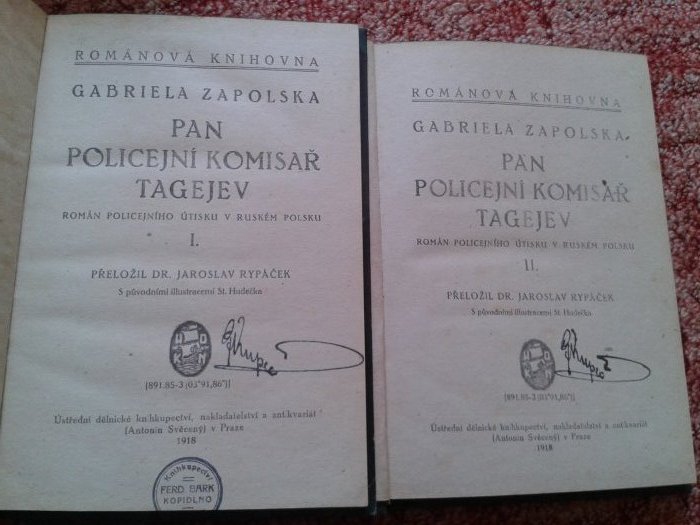 ROMÁNOVÁ KNIHOVNA
GABRIELA ZAPOLSKA
PAN
POLICEJNÍ KOMISAŘ
TAGEJEV
ROMÁN POLICEJNÍHO ÚTISKU V RUSKÉM POLSKU
I.
PŘELOŽIL DR. JAROSLAV RYPÁČEK
S původními illustracemi St. Hudečka
[891.85-3 (03"91,86")]
Ústřední dělnické knihkupectví, nakladatelství a antikvariát
(Antonín Svěcený) v Praze
1918
Knihkupectví
FERD. BARK
KOPIDLNO
ROMÁNOVÁ KNIHOVNA
GABRIELA ZAPOLSKA
PAN
POLICEJNÍ KOMISAŘ
TAGEJEV
ROMÁN POLICEJNÍHO ÚTISKU V RUSKÉM POLSKU
II.
PŘELOŽIL DR. JAROSLAV RYPÁČEK
S původními illustracemi St. Hudečka
[891.85-3 (03"91,86")]
Ústřední dělnické knihkupectví, nakladatelství a antikvariát
(Antonín Svěcený) v Praze
1918